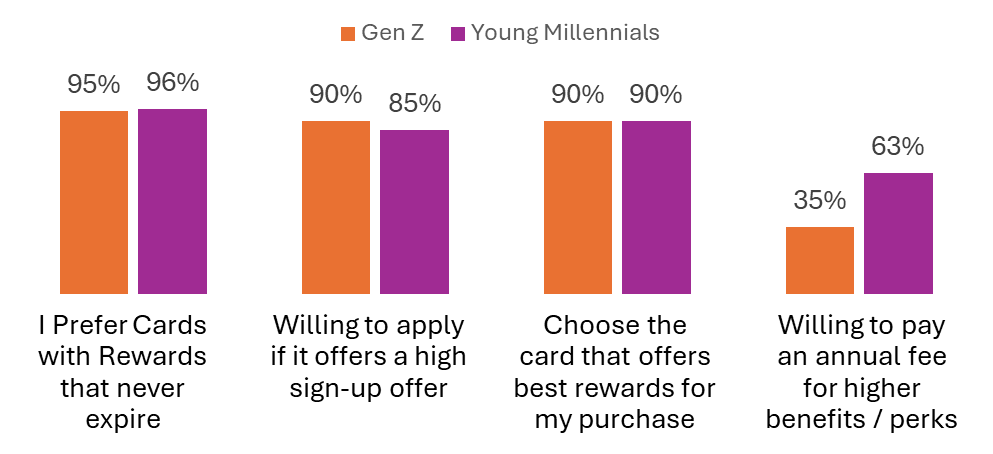 Gen Z Young Millennials
95% 96%
90% 85%
90% 90%
35% 63%
I Prefer Cards
with Rewards
that never
expire
Willing to apply
if it offers a high
sign-up offer
Choose the
card that offers
best rewards for
my purchase
Willing to pay
an annual fee
for higher
benefits / perks